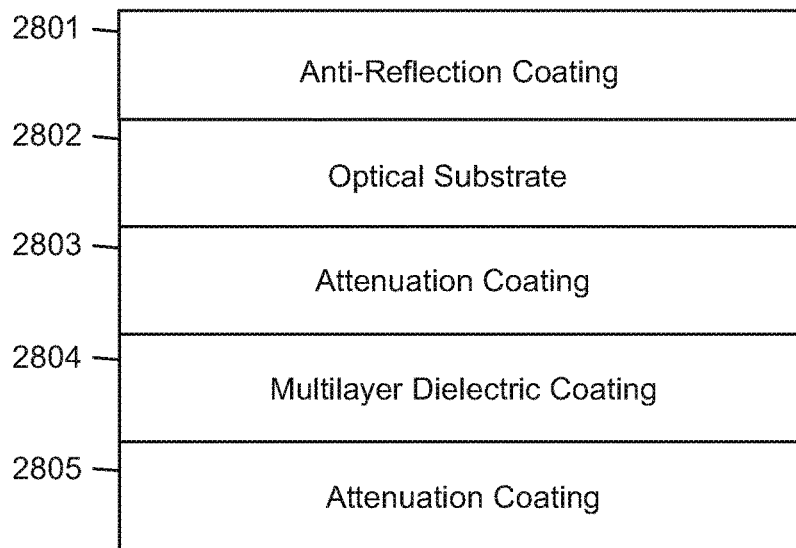 2801
Anti-Reflection Coating
2802
Optical Substrate
2803
Attenuation Coating
2804
Multilayer Dielectric Coating
2805
Attenuation Coating